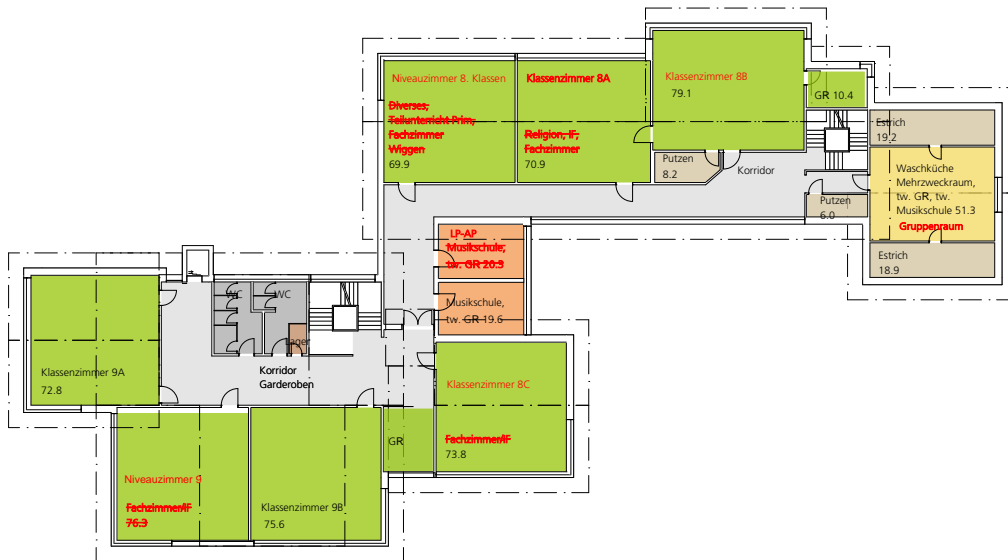 Niveauzimmer 8. Klassen
Diverses,
Teilunterricht Prim,
Fachzimmer
Wiggen
69.9
Klassenzimmer 8A
Religion, IF,
Fachzimmer
70.9
Klassenzimmer 8B
79.1
GR 10.4
Putzen
8.2
Korridor
Estrich
19.2
Waschküche
Mehrzweckraum,
tw. GR, tw.
Musikschule 51.3
Gruppenraum
Putzen
6.0
Estrich
18.9
LP-AP
Musikschule,
tw. GR 20.3
Musikschule,
tw. GR 19.6
WC
WC
Lager
Korridor
Garderoben
Klassenzimmer 9A
72.8
Klassenzimmer 8C
Fachzimmer/IF
73.8
GR
Niveauzimmer 9
Fachzimmer/IF
76.3
Klassenzimmer 9B
75.6